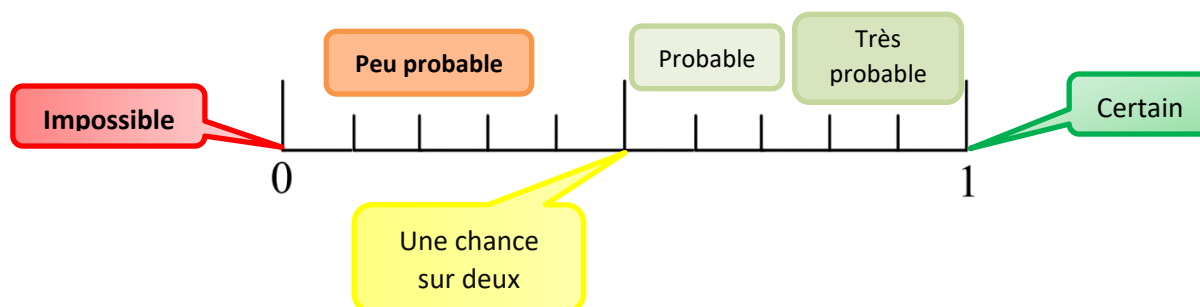 Peu probable
Probable
Très
probable
Impossible
Certain
0
1
Une chance
sur deux